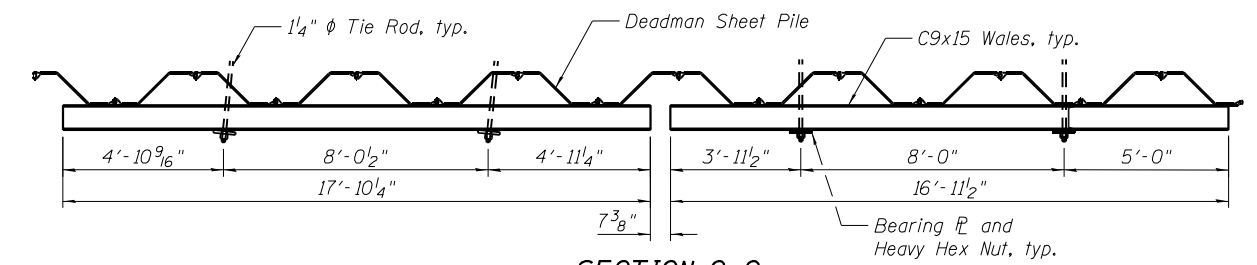 1¼" ϕ Tie Rod, typ.
Deadman Sheet Pile
C9x15 Wales, typ.
4'-10 9/16"
8'-0½"
4'-11¼"
3'-11½"
8'-0"
5'-0"
17'-10¼"
16'-11½"
7⅜"
Bearing ⅊ and
Heavy Hex Nut, typ.